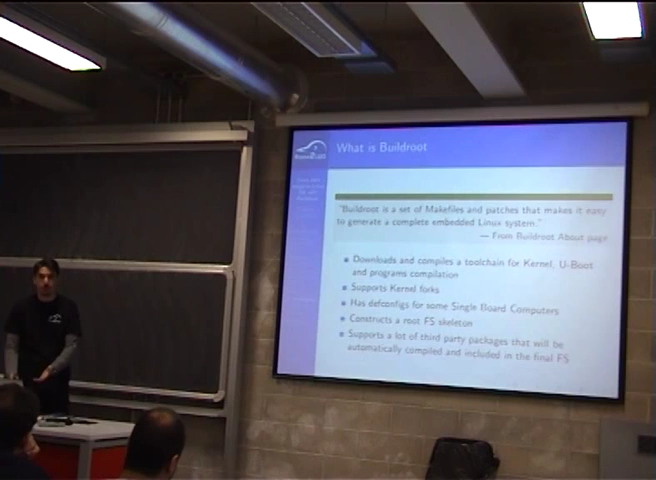 What is Buildroot
"Buildroot is a set of Makefiles and patches that makes it easy
to generate a complete embedded Linux system."
— From Buildroot About page
Downloads and compiles a toolchain for Kernel, U-Boot
and programs compilation
Supports Kernel forks
Has defconfigs for some Single Board Computers
Constructs a root FS skeleton
Supports a lot of third party packages that will be
automatically compiled and included in the final FS